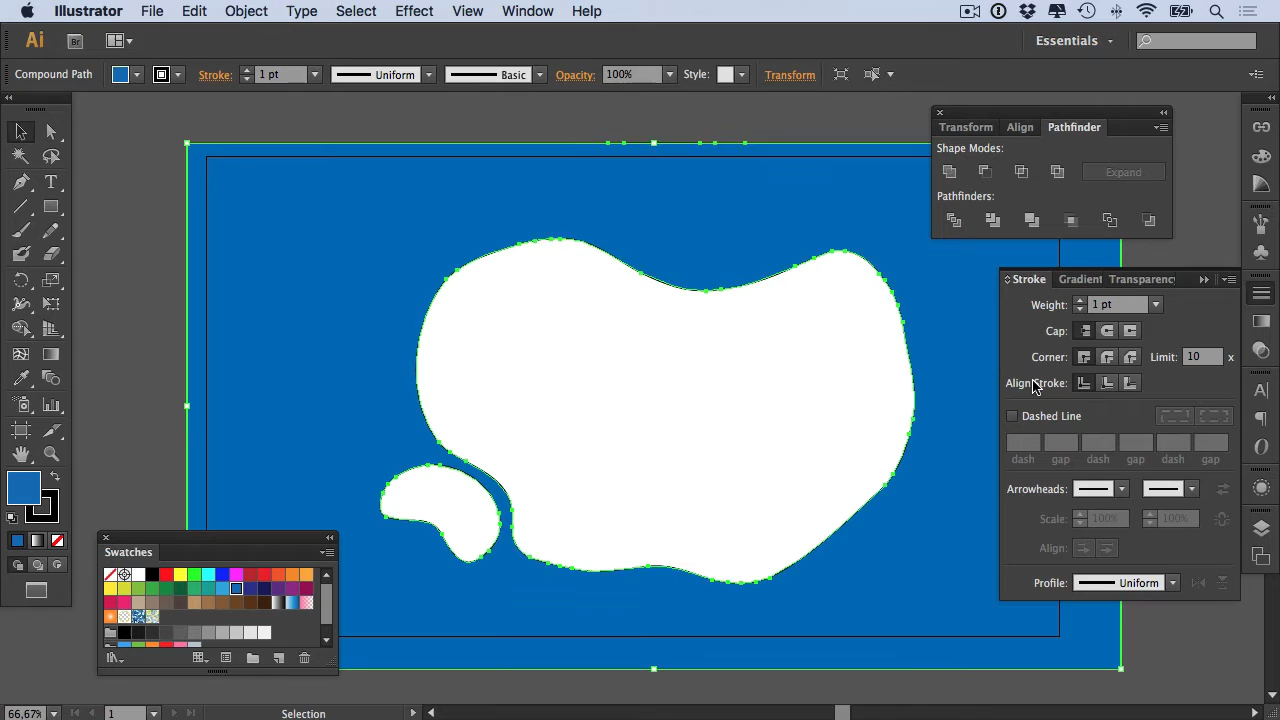 Illustrator File Edit Object Type Select Effect View Window Help
Ai Br Essentials
Compound Path Stroke: 1 pt Uniform Basic Opacity: 100% Style: Transform
Transform Align Pathfinder
Shape Modes:
Expand
Pathfinders:
Stroke Gradient Transparenc
Weight: 1 pt
Cap:
Corner: Limit: 10 x
Align Stroke:
Dashed Line
dash gap dash gap dash gap
Arrowheads:
Scale: 100% 100%
Align:
Profile: Uniform
Swatches
66,67% 1 Selection